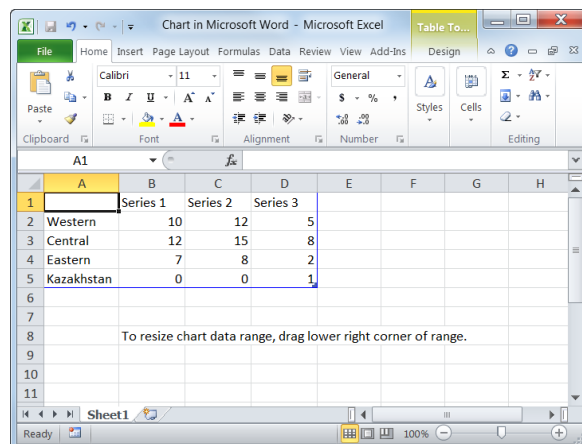 Chart in Microsoft Word - Microsoft Excel
Table To...
File Home Insert Page Layout Formulas Data Review View Add-Ins Design
Calibri 11 General
Paste B I U A A $ % , Styles Cells
A
Clipboard Font Alignment Number Editing
A1 fx
A B C D E F G H
1 Series 1 Series 2 Series 3
2 Western 10 12 5
3 Central 12 15 8
4 Eastern 7 8 2
5 Kazakhstan 0 0 1
6
7
8 To resize chart data range, drag lower right corner of range.
9
10
11
Sheet1
Ready 100%